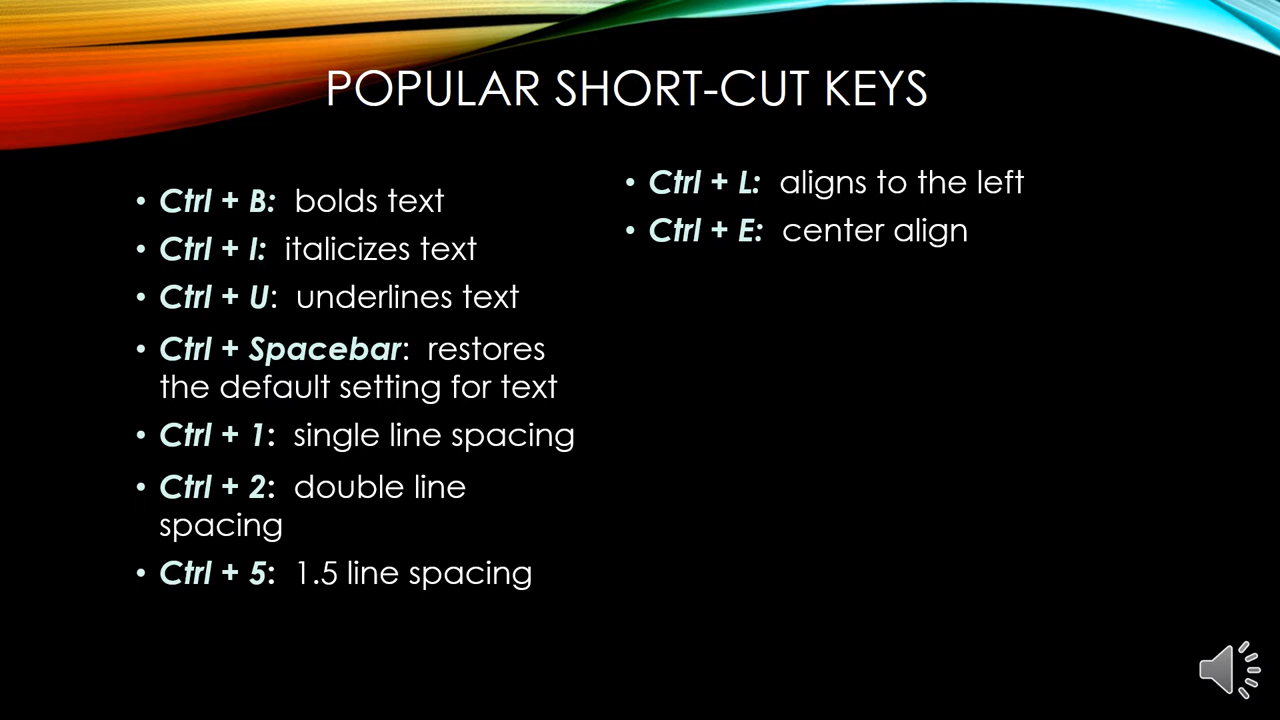 POPULAR SHORT-CUT KEYS
• Ctrl + B:  bolds text
• Ctrl + I:  italicizes text
• Ctrl + U:  underlines text
• Ctrl + Spacebar:  restores
the default setting for text
• Ctrl + 1:  single line spacing
• Ctrl + 2:  double line
spacing
• Ctrl + 5:  1.5 line spacing
• Ctrl + L:  aligns to the left
• Ctrl + E:  center align